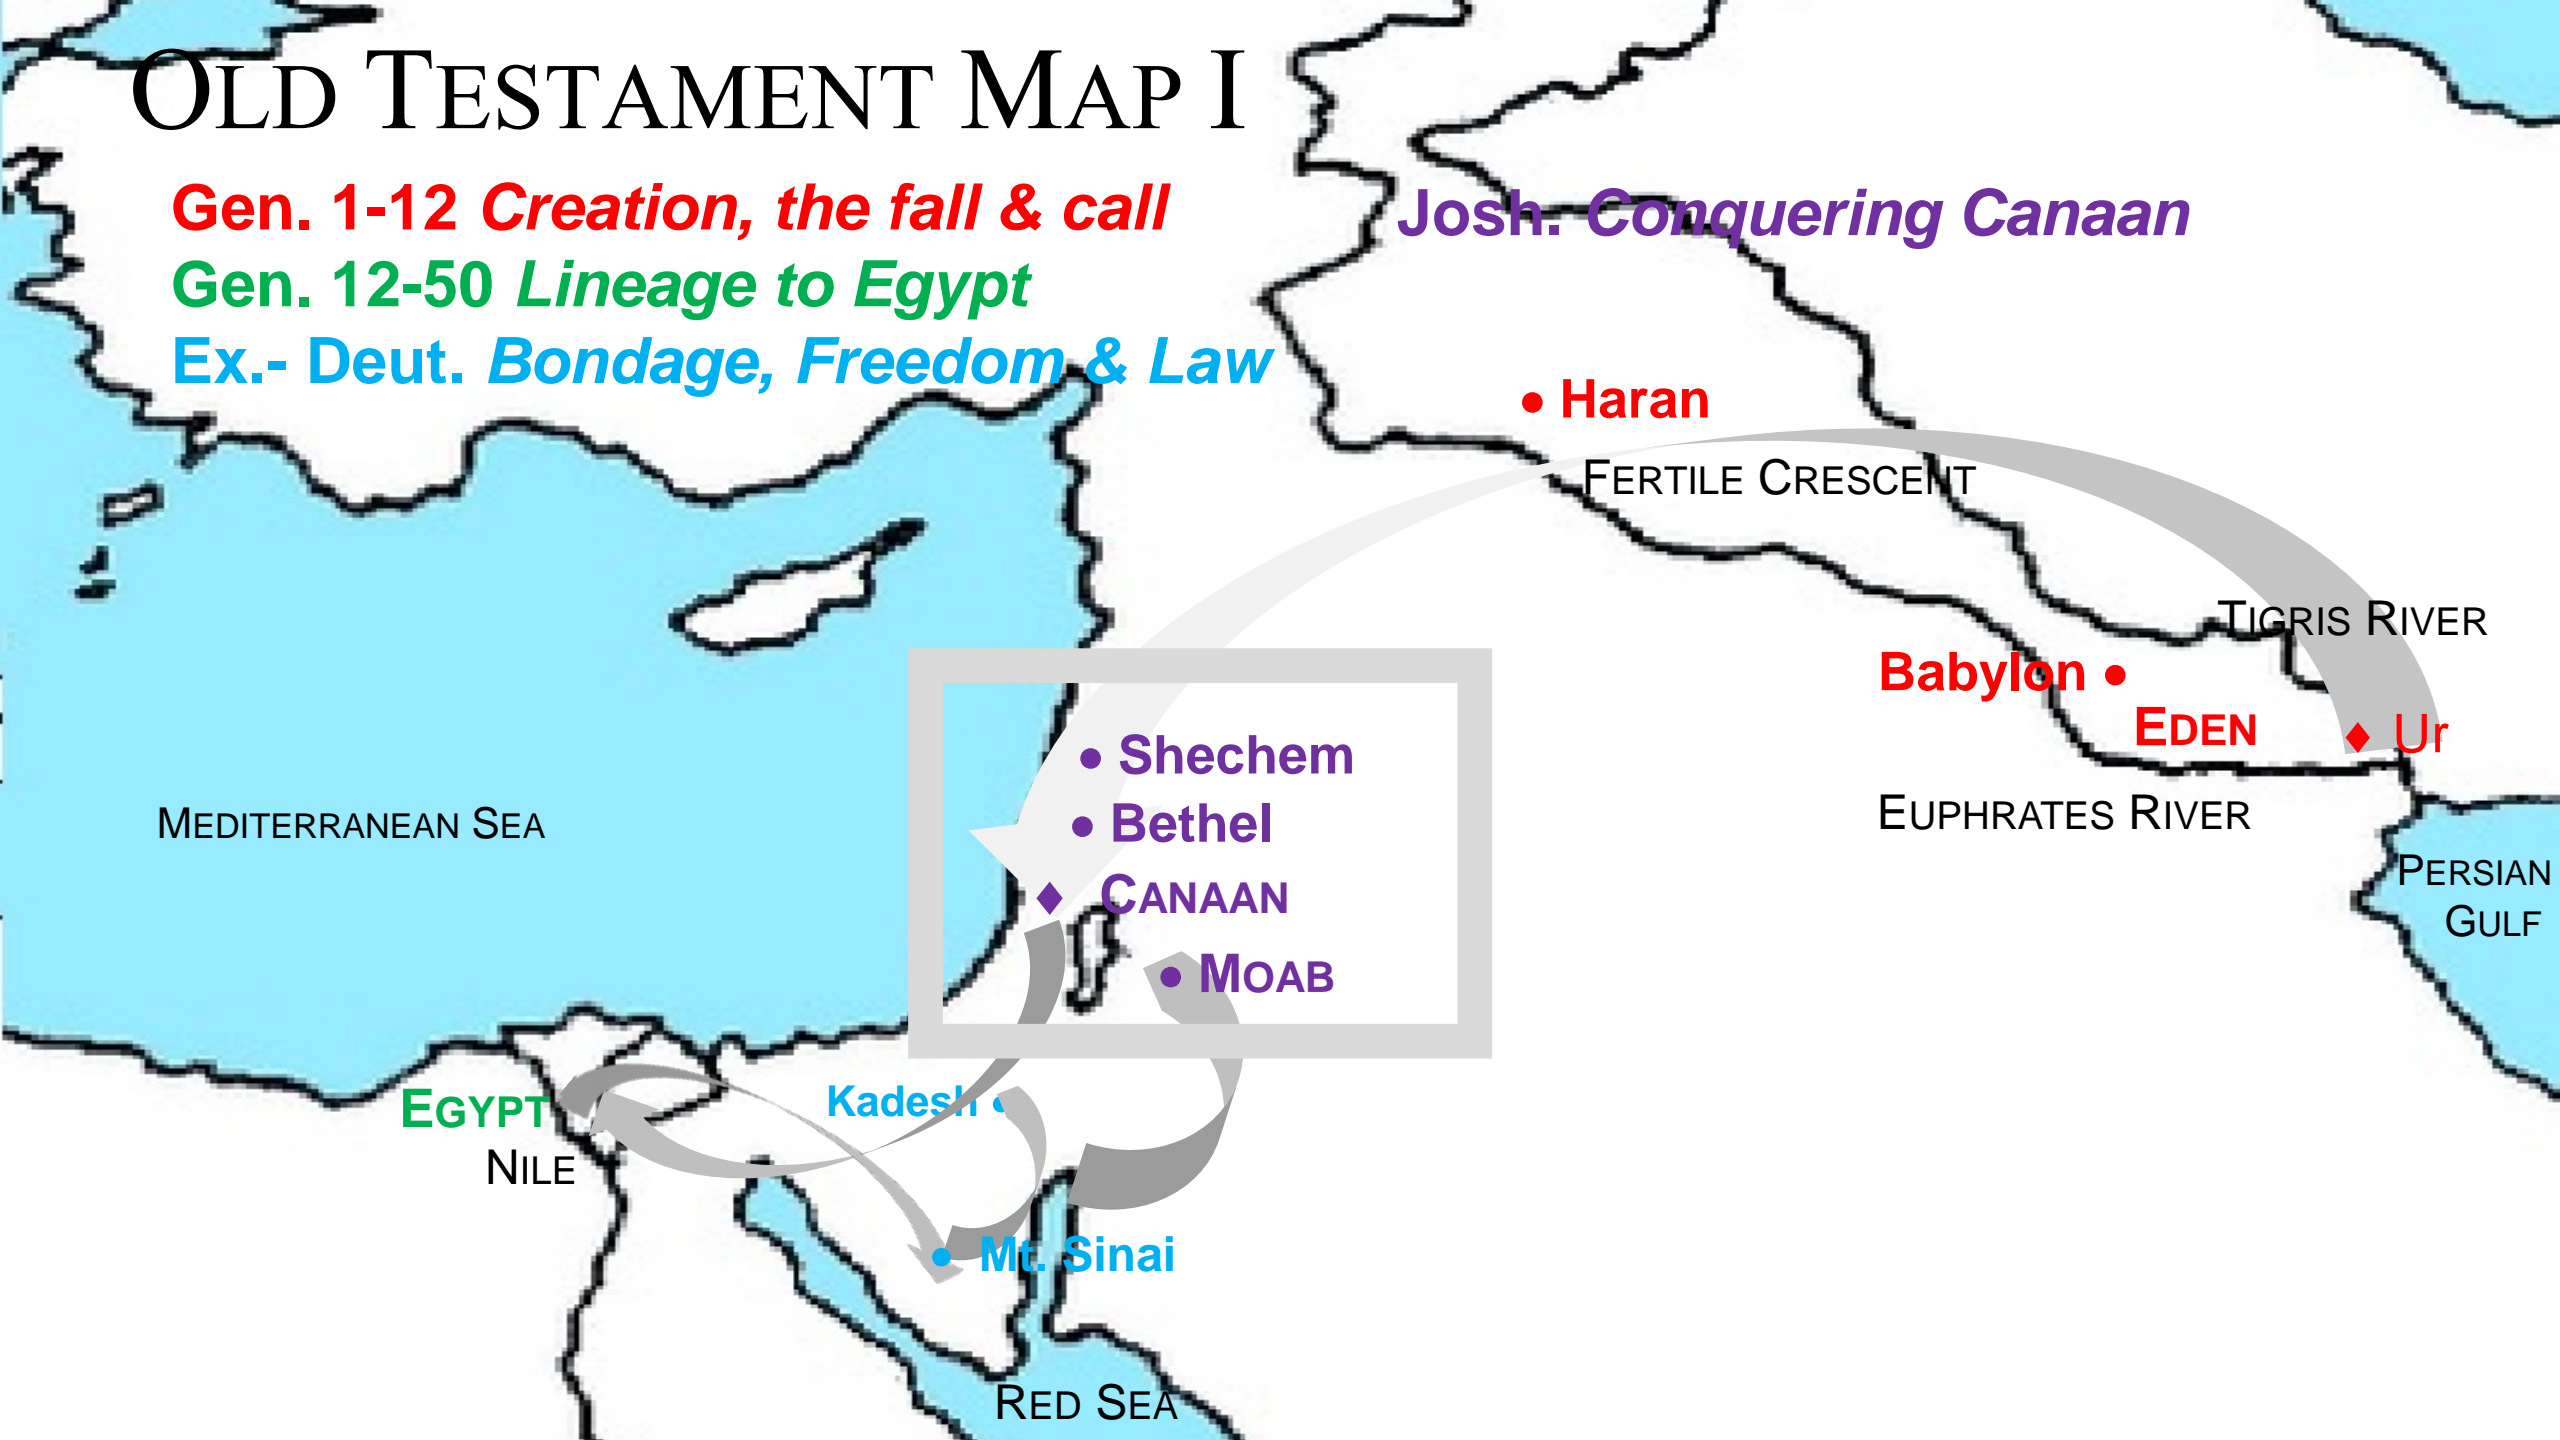 OLD TESTAMENT MAP I
Gen. 1-12 Creation, the fall & call
Gen. 12-50 Lineage to Egypt
Ex.- Deut. Bondage, Freedom & Law
Josh. Conquering Canaan
• Haran
FERTILE CRESCENT
TIGRIS RIVER
Babylon •
EDEN
♦ Ur
EUPHRATES RIVER
PERSIAN
GULF
MEDITERRANEAN SEA
• Shechem
• Bethel
♦ CANAAN
• MOAB
Kadesh •
EGYPT
NILE
• Mt. Sinai
RED SEA